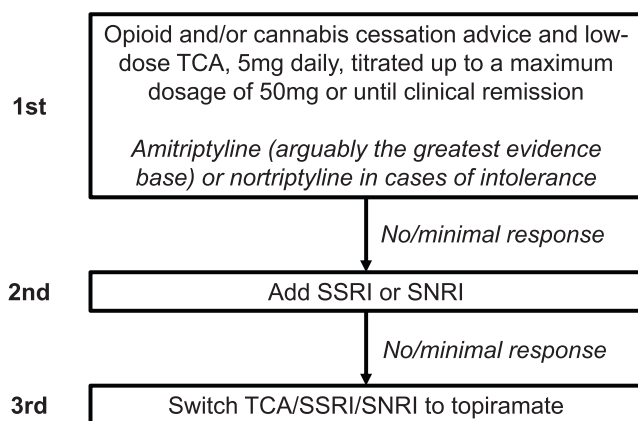 Opioid and/or cannabis cessation advice and low-
dose TCA, 5mg daily, titrated up to a maximum
dosage of 50mg or until clinical remission
1st
Amitriptyline (arguably the greatest evidence
base) or nortriptyline in cases of intolerance
No/minimal response
2nd
Add SSRI or SNRI
No/minimal response
3rd
Switch TCA/SSRI/SNRI to topiramate